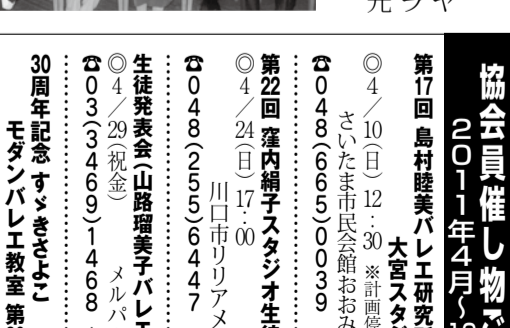 協会員催し物
2011年4月〜
第17回 島村睦美バレエ研究
大宮スタ
◎4／10(日) 12：30 ※計画停
さいたま市民会館おおみ
☎048(665)0039
第22回 窪内絹子スタジオ生
◎4／24(日) 17：00
川口市リリアメ
☎048(255)6447
生徒発表会(山路瑠美子バレエ
◎4／29(祝金) メルパ
☎03(3469)1468
30周年記念 すゞきさよこ
モダンバレエ教室 第